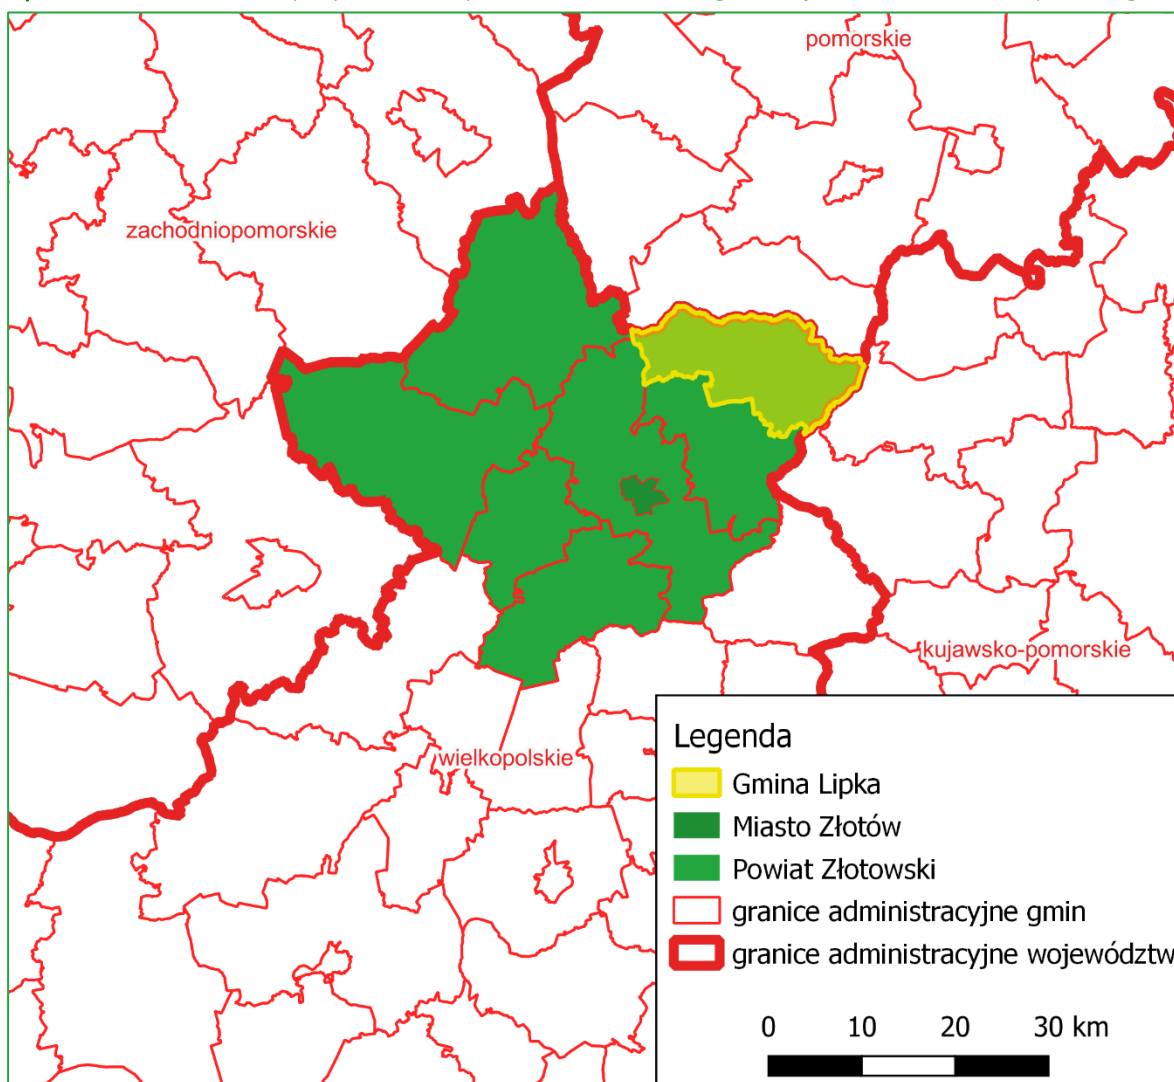 pomorskie
zachodniopomorskie
kujawsko-pomorskie
wielkopolskie
Legenda
Gmina Lipka
Miasto Złotów
Powiat Złotowski
granice administracyjne gmin
granice administracyjne województw
0 10 20 30 km